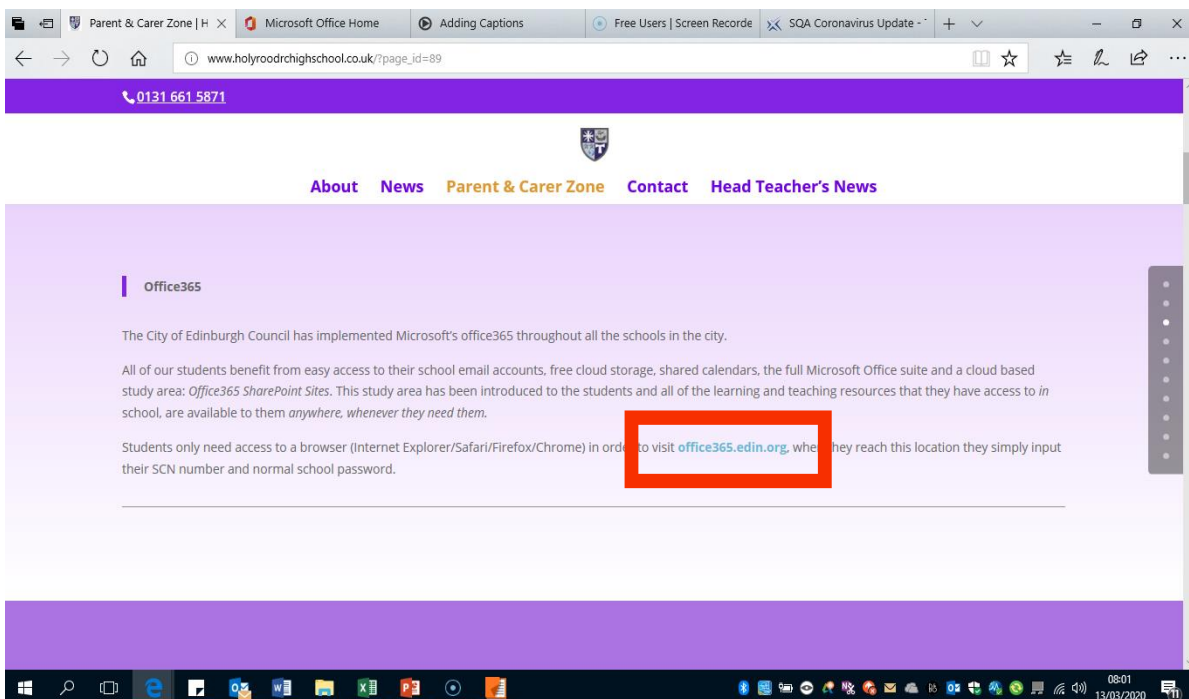 Parent & Carer Zone | H
Microsoft Office Home
Adding Captions
Free Users | Screen Recorde
SQA Coronavirus Update -
www.holyroodrchighschool.co.uk/?page_id=89
0131 661 5871
About News Parent & Carer Zone Contact Head Teacher's News
Office365
The City of Edinburgh Council has implemented Microsoft's office365 throughout all the schools in the city.
All of our students benefit from easy access to their school email accounts, free cloud storage, shared calendars, the full Microsoft Office suite and a cloud based
study area: Office365 SharePoint Sites. This study area has been introduced to the students and all of the learning and teaching resources that they have access to in
school, are available to them anywhere, whenever they need them.
Students only need access to a browser (Internet Explorer/Safari/Firefox/Chrome) in orde to visit office365.edin.org, when hey reach this location they simply input
their SCN number and normal school password.
08:01
13/03/2020